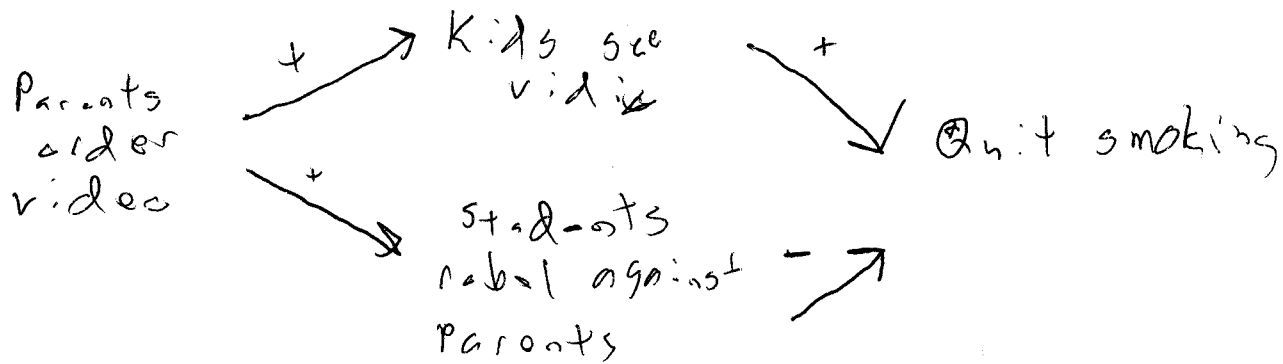 +
Kids see
video
+
Parents
order
video
Quit smoking
+
Students
rebel against
Parents
-